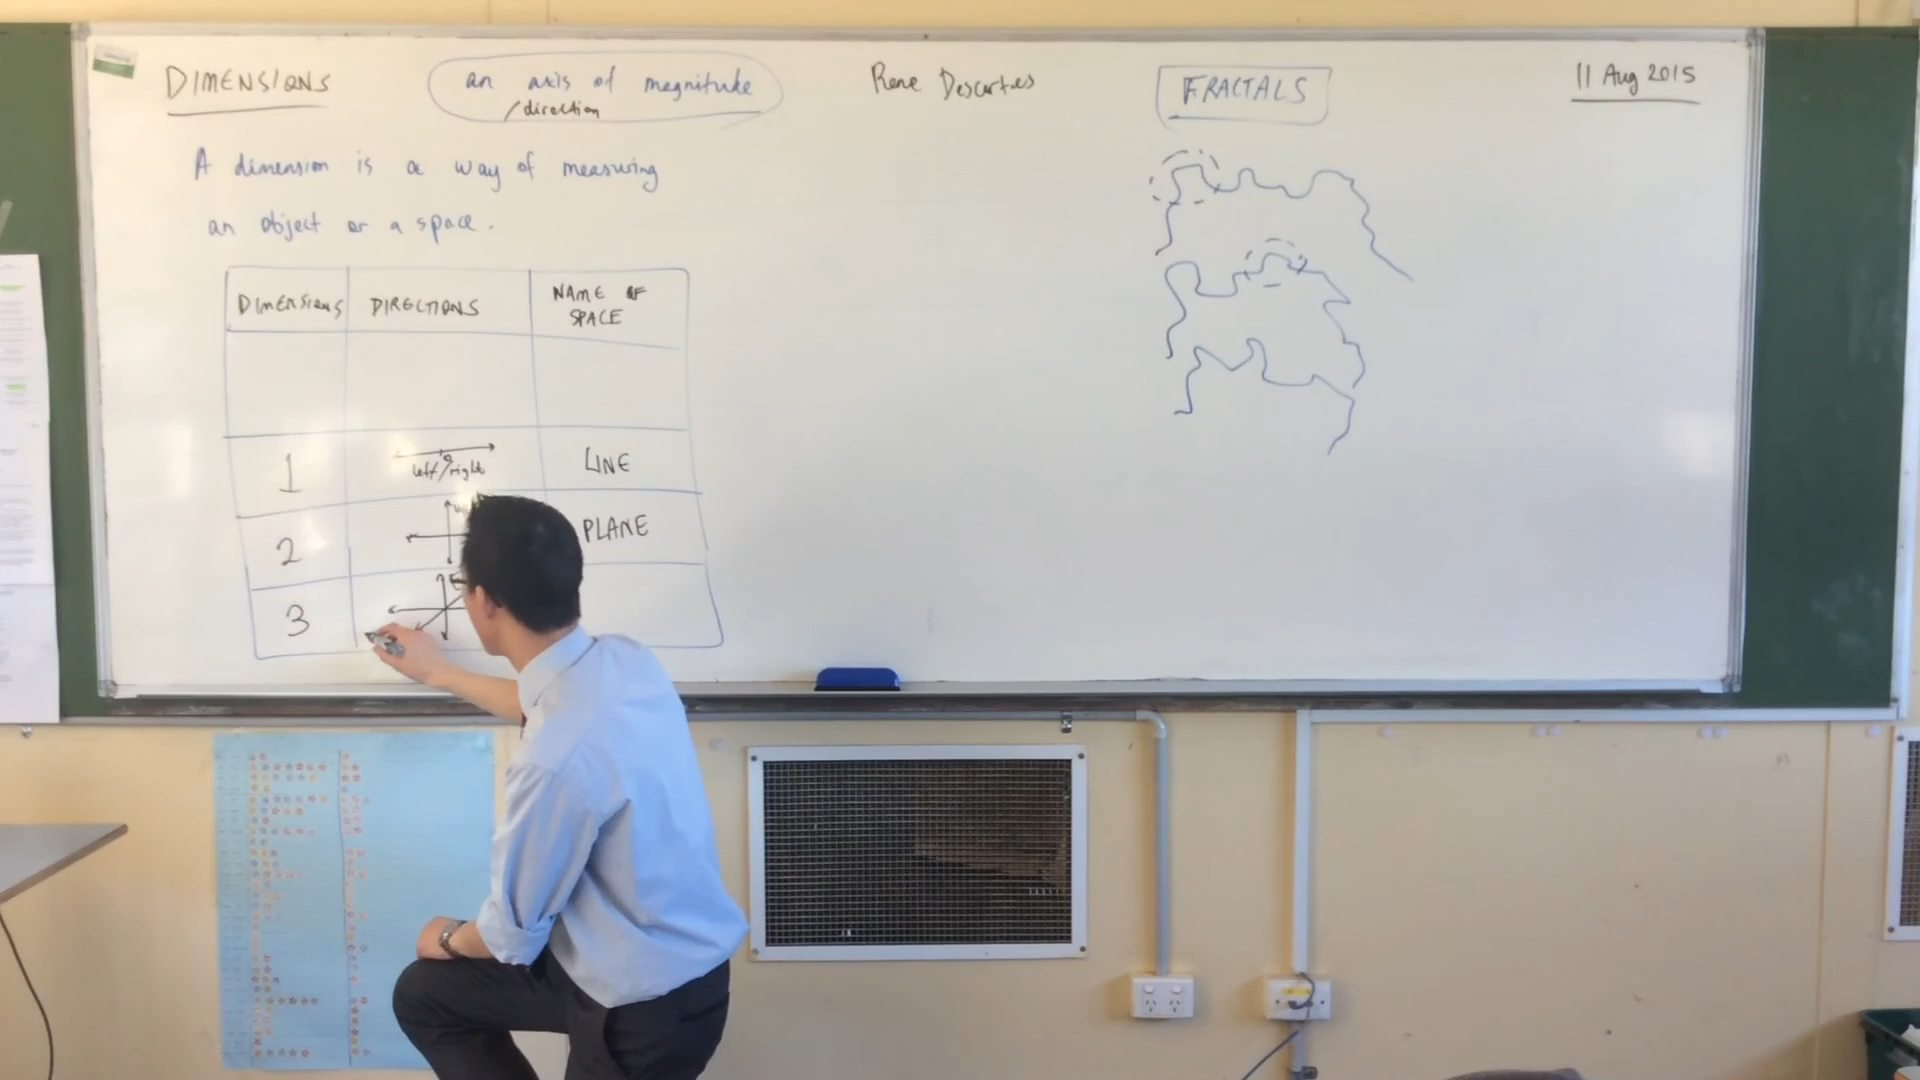 DIMENSIONS
an axis of magnitude
/direction
Rene Descartes
FRACTALS
11 Aug 2015
A dimension is a way of measuring
an object or a space.
DIMENSIONS
DIRECTIONS
NAME OF
SPACE
1
left/right
LINE
2
PLANE
3